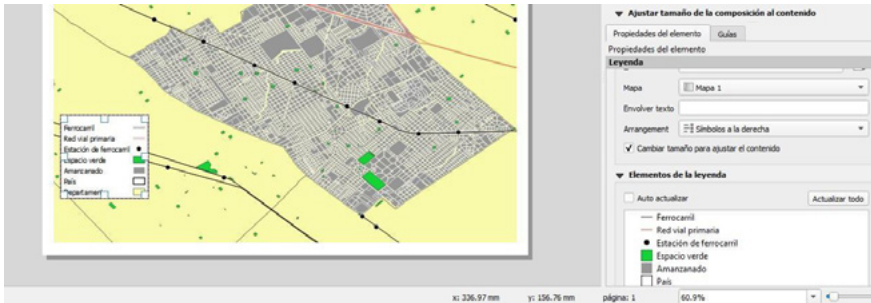 Ajustar tamaño de la composición al contenido
Propiedades del elemento
Guías
Propiedades del elemento
Leyenda
Mapa
Mapa 1
Envolver texto
Arrangement
Símbolos a la derecha
Cambiar tamaño para ajustar el contenido
Elementos de la leyenda
Auto actualizar
Actualizar todo
Ferrocarril
Red vial primaria
Estación de ferrocarril
Espacio verde
Amanzanado
País
Ferrocarril
Red vial primaria
Estación de ferrocarril
Espacio verde
Amanzanado
País
x: 336.97 mm
y: 156.76 mm
página: 1
60.9%